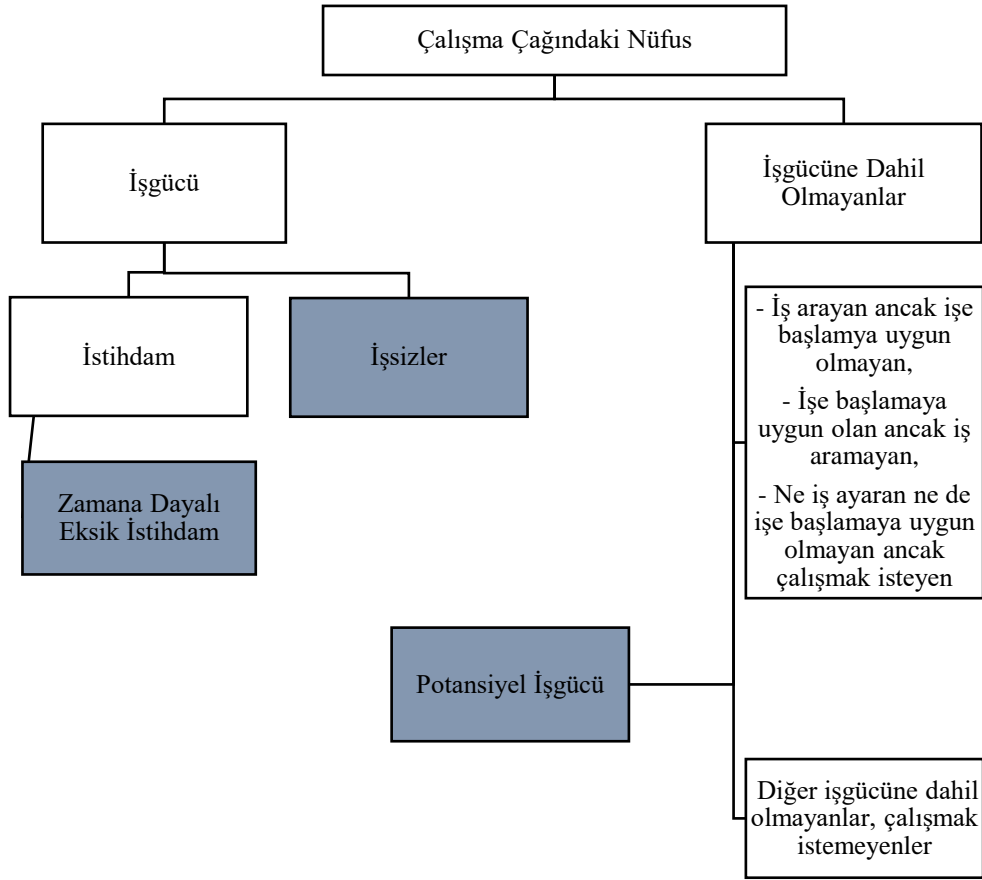 Çalışma Çağındaki Nüfus
İşgücü
İşgücüne Dahil
Olmayanlar
İstihdam
İşsizler
Zamana Dayalı
Eksik İstihdam
- İş arayan ancak işe
başlamya uygun
olmayan,
- İşe başlamaya
uygun olan ancak iş
aramayan,
- Ne iş ayaran ne de
işe başlamaya uygun
olmayan ancak
çalışmak isteyen
Potansiyel İşgücü
Diğer işgücüne dahil
olmayanlar, çalışmak
istemeyenler